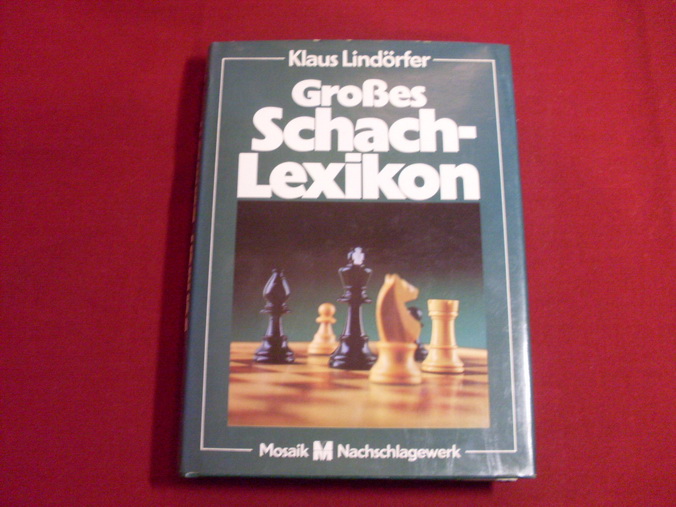 Klaus Lindörfer
Großes
Schach-
Lexikon
Mosaik M Nachschlagewerk